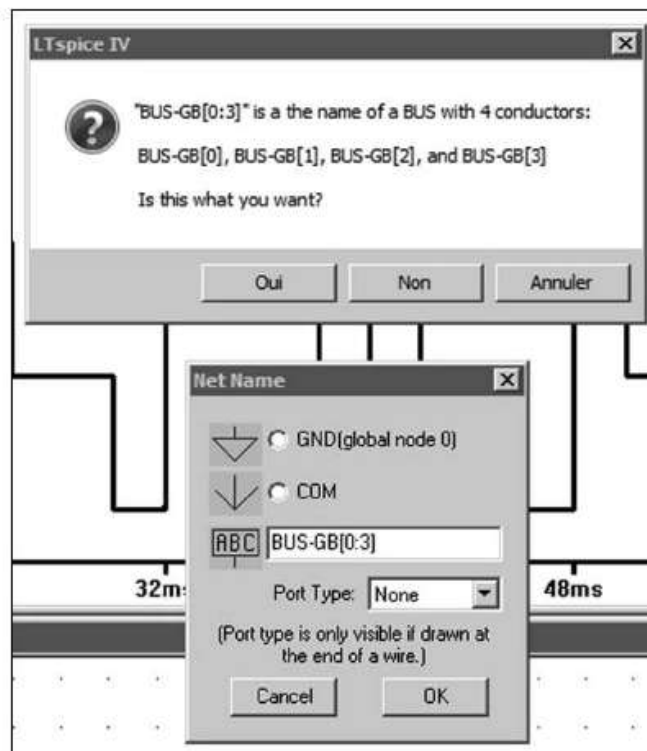 LTspice IV
"BUS-GB[0:3]" is a the name of a BUS with 4 conductors:
BUS-GB[0], BUS-GB[1], BUS-GB[2], and BUS-GB[3]
Is this what you want?
Oui Non Annuler
Net Name
GND(global node 0)
COM
ABC BUS-GB[0:3]
32ms 48ms
Port Type: None
(Port type is only visible if drawn at
the end of a wire.)
Cancel OK